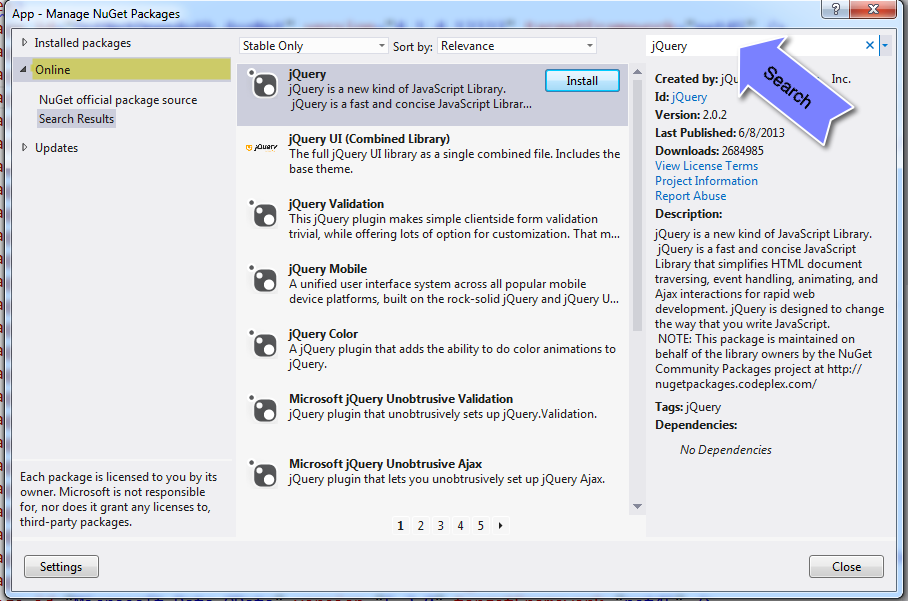 App - Manage NuGet Packages
Installed packages
Online
NuGet official package source
Search Results
Updates
Each package is licensed to you by its
owner. Microsoft is not responsible
for, nor does it grant any licenses to,
third-party packages.
Settings
Stable Only
Sort by: Relevance
jQuery
jQuery is a new kind of JavaScript Library.
jQuery is a fast and concise JavaScript Librar...
Install
jQuery
jQuery UI (Combined Library)
The full jQuery UI library as a single combined file. Includes the
base theme.
jQuery Validation
This jQuery plugin makes simple clientside form validation
trivial, while offering lots of option for customization. That m...
jQuery Mobile
A unified user interface system across all popular mobile
device platforms, built on the rock-solid jQuery and jQuery U...
jQuery Color
A jQuery plugin that adds the ability to do color animations to
jQuery.
Microsoft jQuery Unobtrusive Validation
jQuery plugin that unobtrusively sets up jQuery.Validation.
Microsoft jQuery Unobtrusive Ajax
jQuery plugin that lets you unobtrusively set up jQuery Ajax.
1 2 3 4 5
jQuery
Search
Created by: Inc.
Id: jQuery
Version: 2.0.2
Last Published: 6/8/2013
Downloads: 2684985
View License Terms
Project Information
Report Abuse
Description:
jQuery is a new kind of JavaScript Library.
jQuery is a fast and concise JavaScript
Library that simplifies HTML document
traversing, event handling, animating, and
Ajax interactions for rapid web
development. jQuery is designed to change
the way that you write JavaScript.
NOTE: This package is maintained on
behalf of the library owners by the NuGet
Community Packages project at http://
nugetpackages.codeplex.com/
Tags: jQuery
Dependencies:
No Dependencies
Close